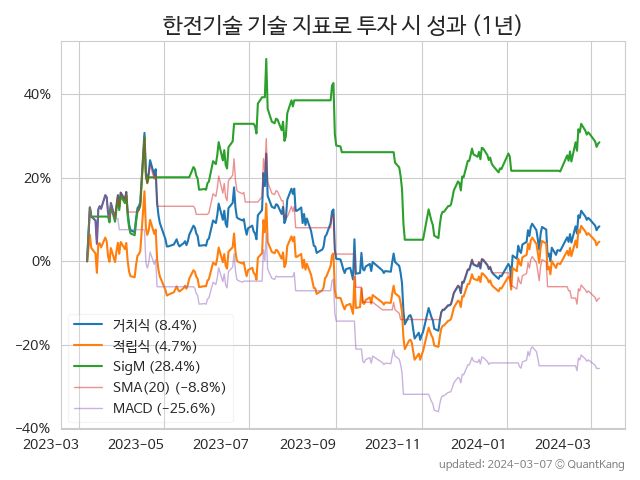 한전기술 기술 지표로 투자 시 성과 (1년)
40%
20%
0%
−20%
−40%
거치식 (8.4%)
적립식 (4.7%)
SigM (28.4%)
SMA(20) (−8.8%)
MACD (−25.6%)
2023-03
2023-05
2023-07
2023-09
2023-11
2024-01
2024-03
updated: 2024-03-07 © QuantKang